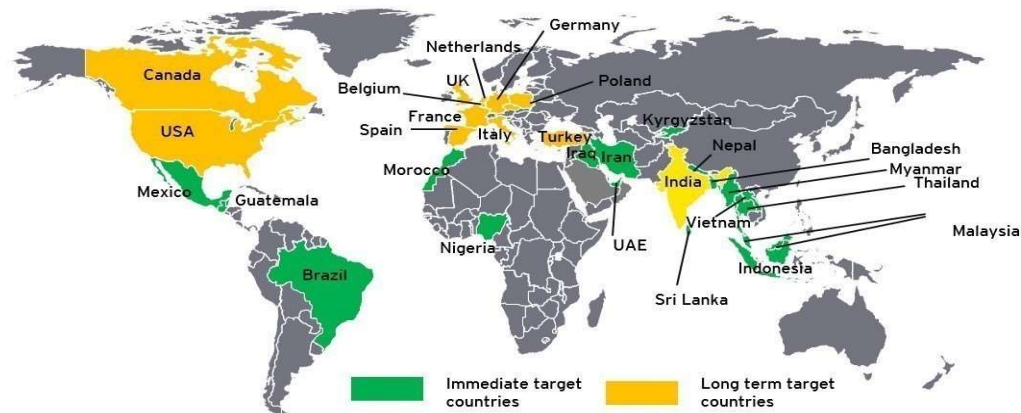 Germany
Netherlands
Canada
UK
Poland
Belgium
France
Kyrgyzstan
USA
Spain
Italy
Turkey
Nepal
Bangladesh
Iraq
Iran
Morocco
Myanmar
India
Thailand
Mexico
Guatemala
Vietnam
Malaysia
Nigeria
UAE
Brazil
Indonesia
Sri Lanka
Immediate target
countries
Long term target
countries